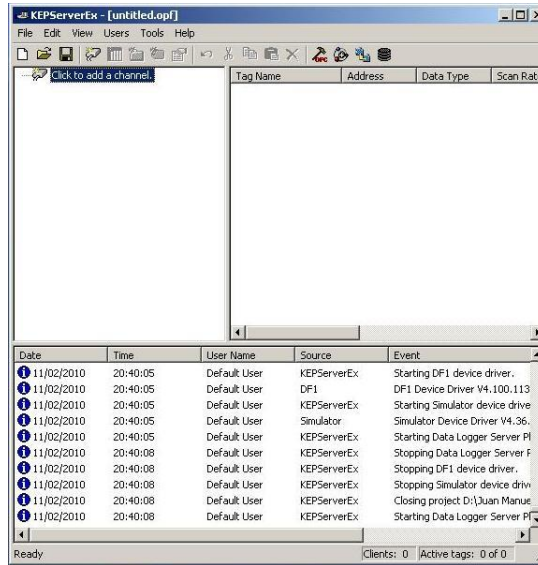 KEPServerEx - [untitled.opf]
File Edit View Users Tools Help
OPC
Click to add a channel.
Tag Name Address Data Type Scan Rat
Date Time User Name Source Event
11/02/2010 20:40:05 Default User KEPServerEx Starting DF1 device driver.
11/02/2010 20:40:05 Default User DF1 DF1 Device Driver V4.100.113
11/02/2010 20:40:05 Default User KEPServerEx Starting Simulator device drive
11/02/2010 20:40:05 Default User Simulator Simulator Device Driver V4.36.
11/02/2010 20:40:08 Default User KEPServerEx Starting Data Logger Server Pl
11/02/2010 20:40:08 Default User KEPServerEx Stopping Data Logger Server P
11/02/2010 20:40:08 Default User KEPServerEx Stopping DF1 device driver.
11/02/2010 20:40:08 Default User KEPServerEx Stopping Simulator device driv
11/02/2010 20:40:08 Default User KEPServerEx Closing project D:\Juan Manue
11/02/2010 20:40:08 Default User KEPServerEx Starting Data Logger Server Pl
Ready Clients: 0 Active tags: 0 of 0